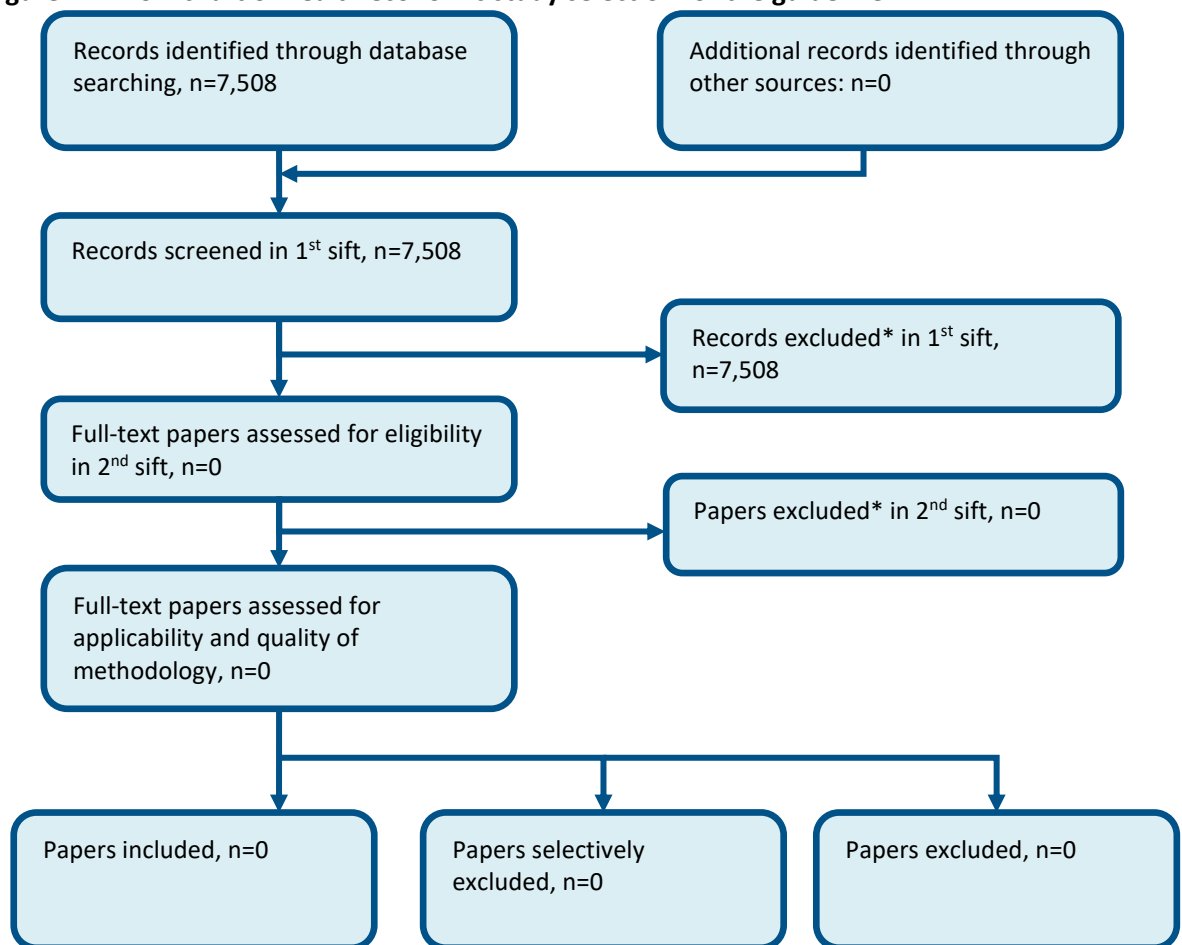 Records identified through database
searching, n=7,508
Additional records identified through
other sources: n=0
Records screened in 1st sift, n=7,508
Records excluded* in 1st sift,
n=7,508
Full-text papers assessed for eligibility
in 2nd sift, n=0
Papers excluded* in 2nd sift, n=0
Full-text papers assessed for
applicability and quality of
methodology, n=0
Papers included, n=0
Papers selectively
excluded, n=0
Papers excluded, n=0